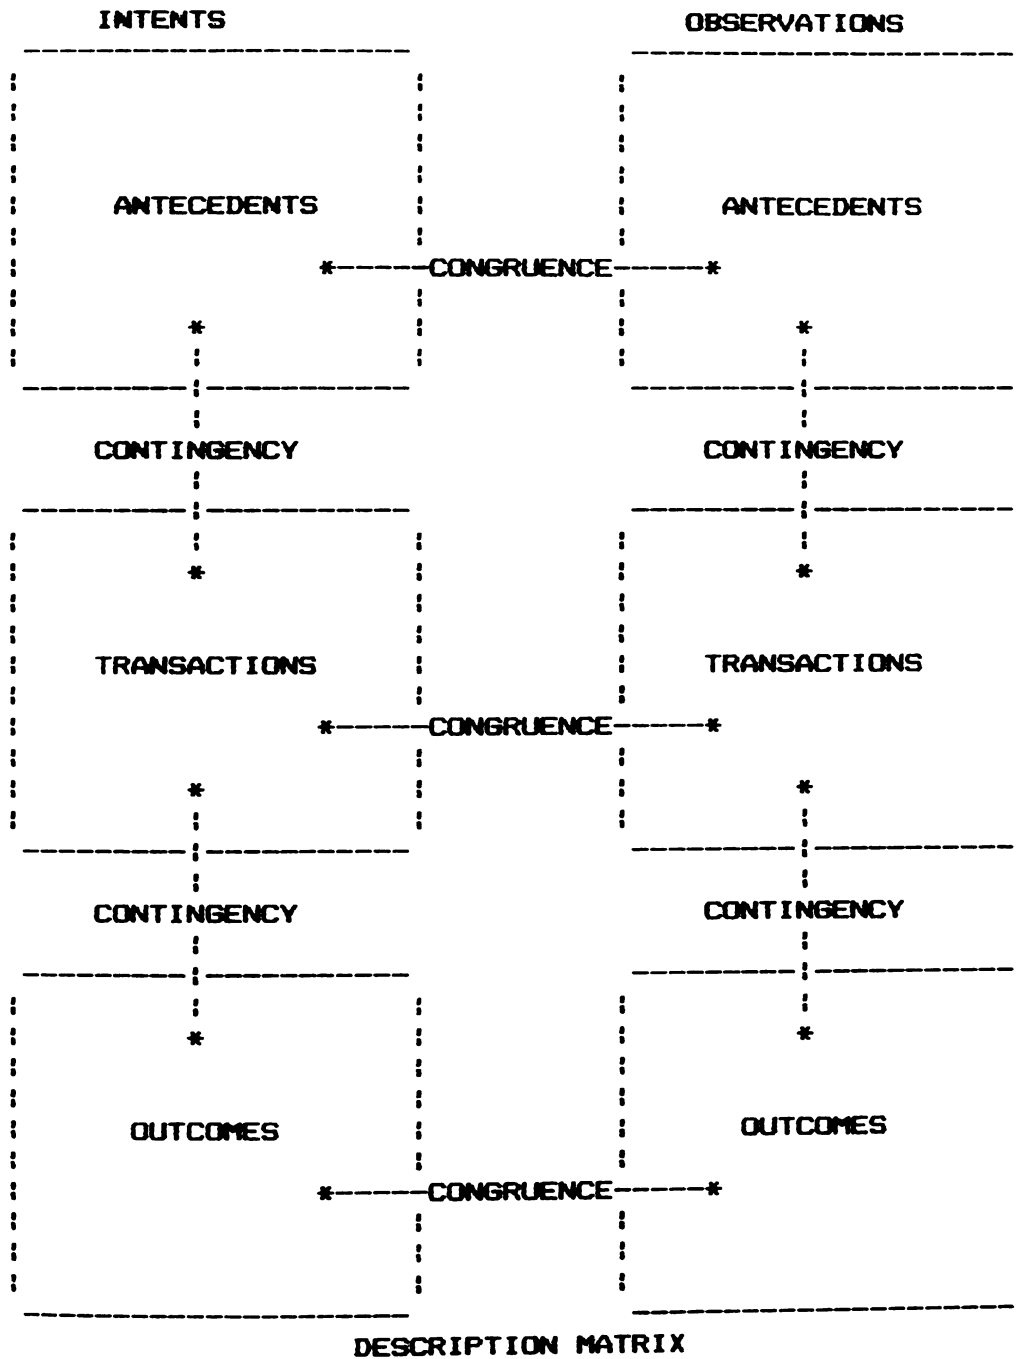 INTENTS OBSERVATIONS
ANTECEDENTS ANTECEDENTS
*-----CONGRUENCE-----*
* *
CONTINGENCY CONTINGENCY
* *
TRANSACTIONS TRANSACTIONS
*-----CONGRUENCE-----*
* *
CONTINGENCY CONTINGENCY
* *
OUTCOMES OUTCOMES
*-----CONGRUENCE-----*
DESCRIPTION MATRIX